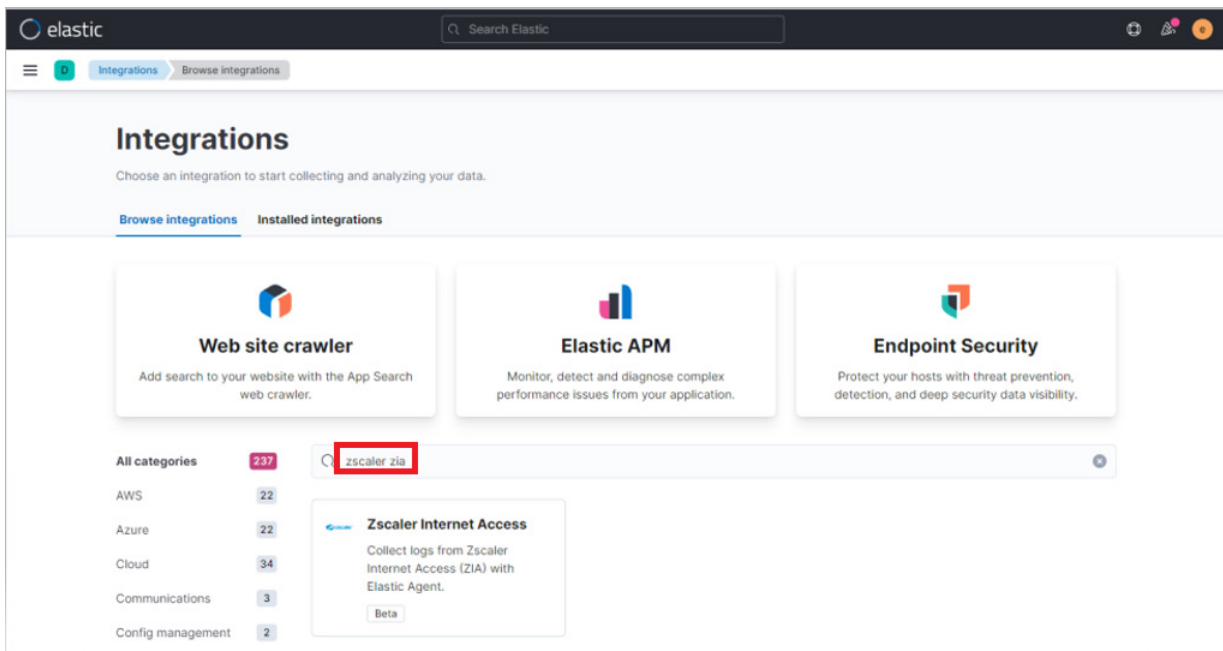 elastic
Search Elastic
e
D
Integrations
Browse integrations
Integrations
Choose an integration to start collecting and analyzing your data.
Browse integrations
Installed integrations
Web site crawler
Add search to your website with the App Search
web crawler.
Elastic APM
Monitor, detect and diagnose complex
performance issues from your application.
Endpoint Security
Protect your hosts with threat prevention,
detection, and deep security data visibility.
All categories 237
AWS 22
Azure 22
Cloud 34
Communications 3
Config management 2
zscaler zia
zscaler
Zscaler Internet Access
Collect logs from Zscaler
Internet Access (ZIA) with
Elastic Agent.
Beta